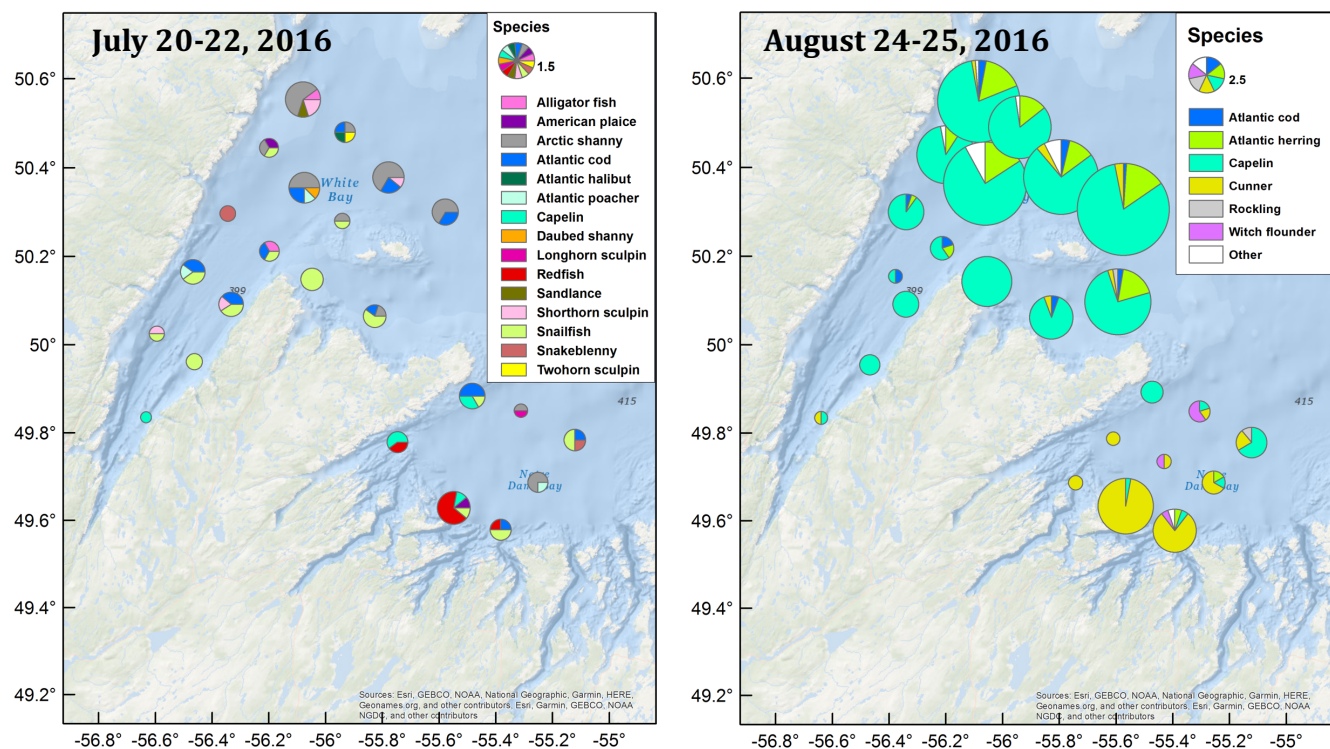 July 20-22, 2016
Species
1.5
Alligator fish
American plaice
Arctic shanny
Atlantic cod
Atlantic halibut
Atlantic poacher
Capelin
Daubed shanny
Longhorn sculpin
Redfish
Sandlance
Shorthorn sculpin
Snailfish
Snakeblenny
Twohorn sculpin
50.6°
50.4°
50.2°
50°
49.8°
49.6°
49.4°
49.2°
White
Bay
399
415
Sources: Esri, GEBCO, NOAA, National Geographic, Garmin, HERE,
Geonames.org, and other contributors. Esri, Garmin, GEBCO, NOAA
NGDC, and other contributors
-56.8° -56.6° -56.4° -56.2° -56° -55.8° -55.6° -55.4° -55.2° -55°
August 24-25, 2016
Species
2.5
Atlantic cod
Atlantic herring
Capelin
Cunner
Rockling
Witch flounder
Other
50.6°
50.4°
50.2°
50°
49.8°
49.6°
49.4°
49.2°
399
415
Sources: Esri, GEBCO, NOAA, National Geographic, Garmin, HERE,
Geonames.org, and other contributors. Esri, Garmin, GEBCO, NOAA
NGDC, and other contributors
-56.8° -56.6° -56.4° -56.2° -56° -55.8° -55.6° -55.4° -55.2° -55°